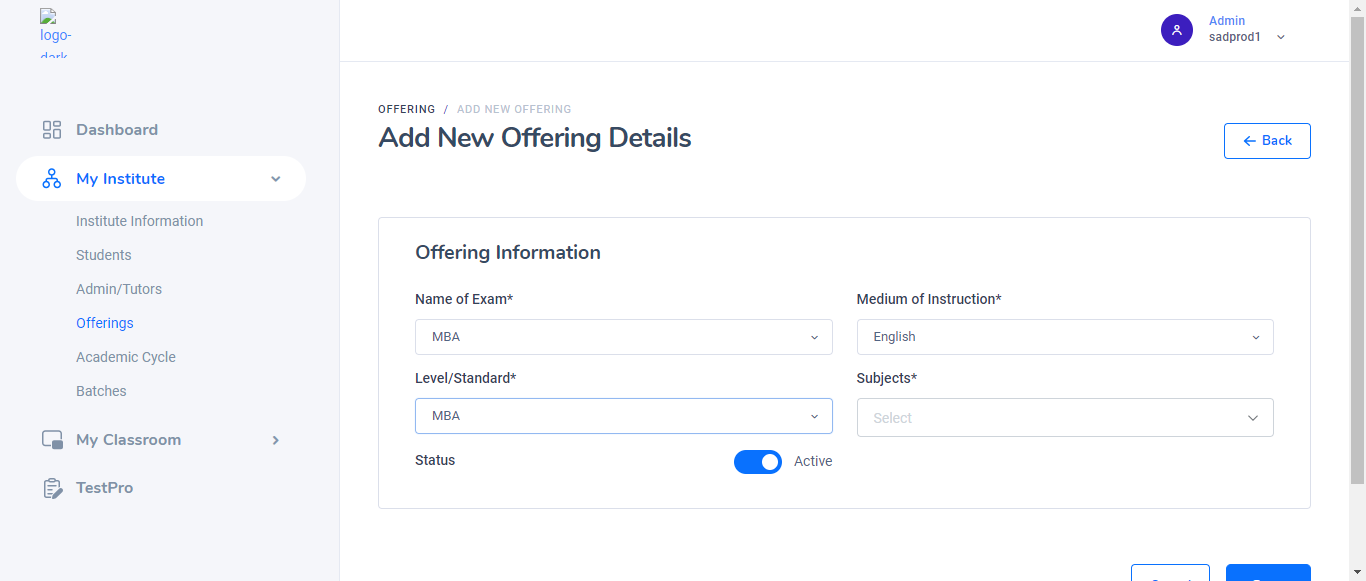 logo-
dark
Admin
sadprod1
Dashboard
My Institute
Institute Information
Students
Admin/Tutors
Offerings
Academic Cycle
Batches
My Classroom
TestPro
OFFERING / ADD NEW OFFERING
Add New Offering Details
Back
Offering Information
Name of Exam*
Medium of Instruction*
MBA
English
Level/Standard*
Subjects*
MBA
Select
Status
Active